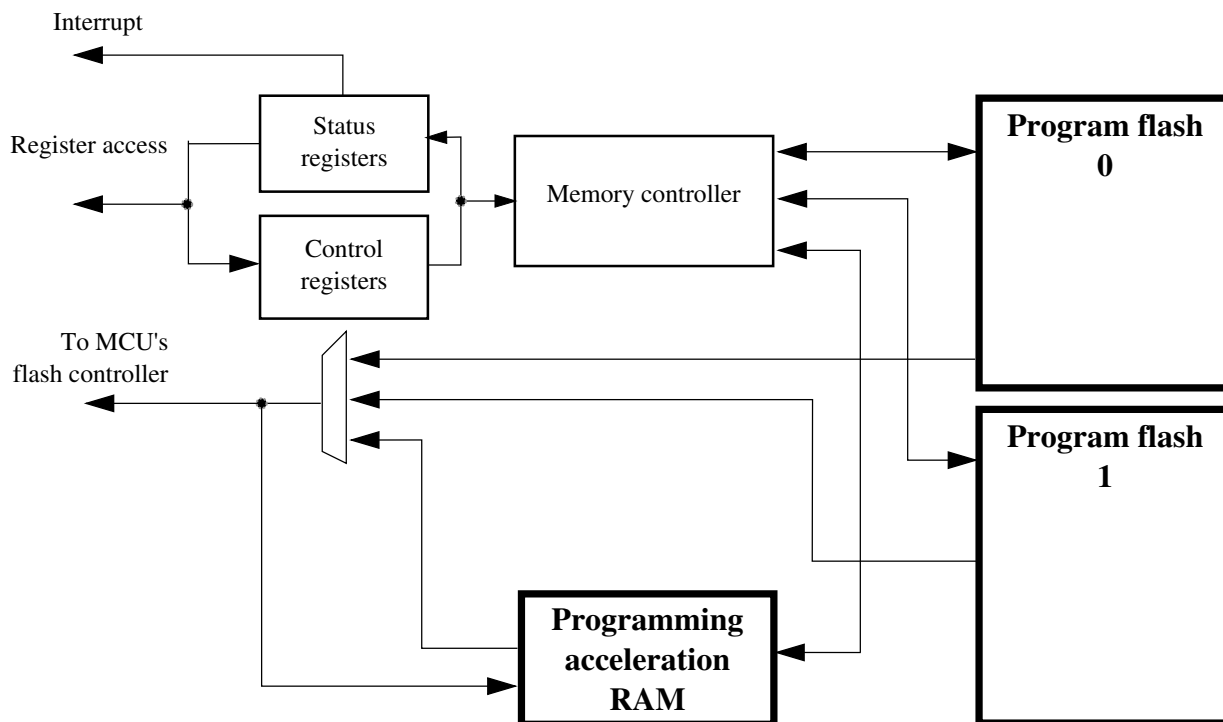 Interrupt
Register access
Status
registers
Control
registers
Memory controller
Program flash
0
To MCU's
flash controller
Program flash
1
Programming
acceleration
RAM